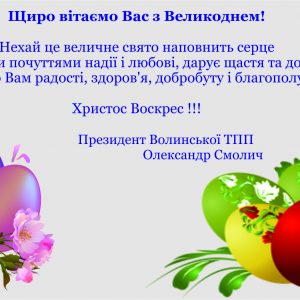 Щиро вітаємо Вас з Великоднем!
Нехай це величне свято наповнить серце
почуттями надії і любові, дарує щастя та
Вам радості, здоров'я, добробуту і
Христос Воскрес !!!
Президент Волинської ТПП
Олександр Смолич